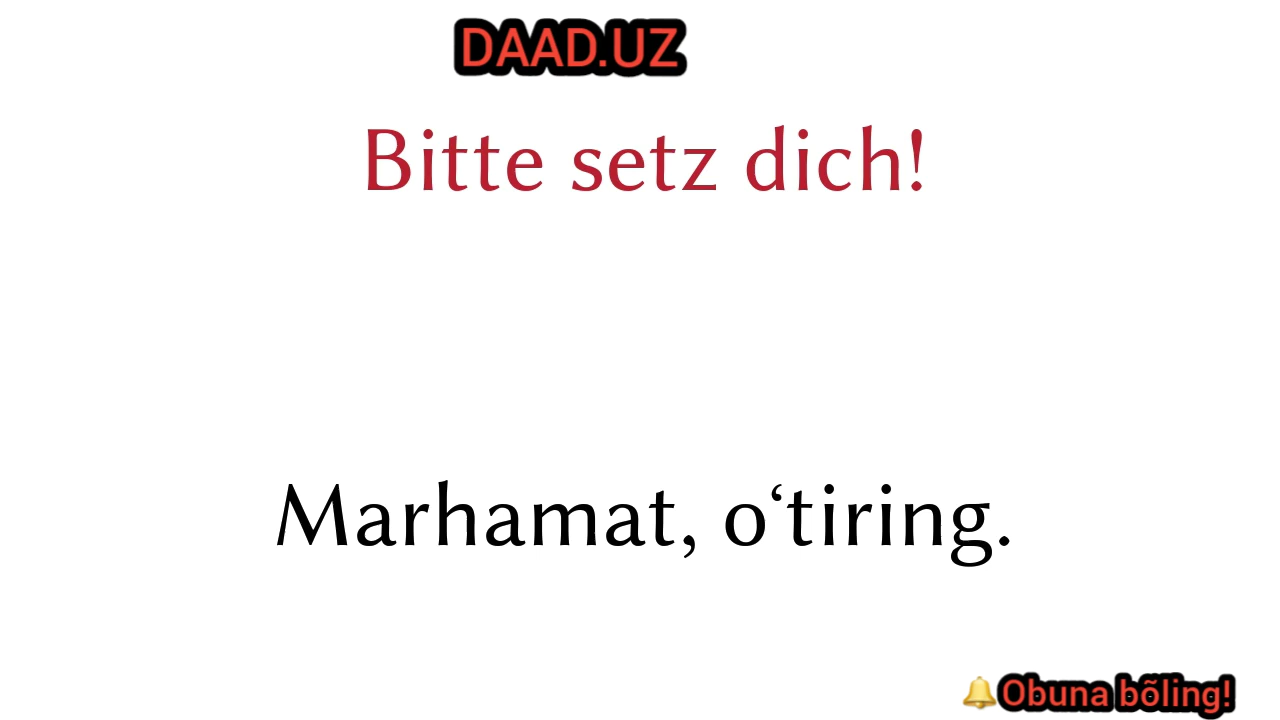 DAAD.UZ
Bitte setz dich!
Marhamat, o‘tiring.
🔔Obuna bõling!